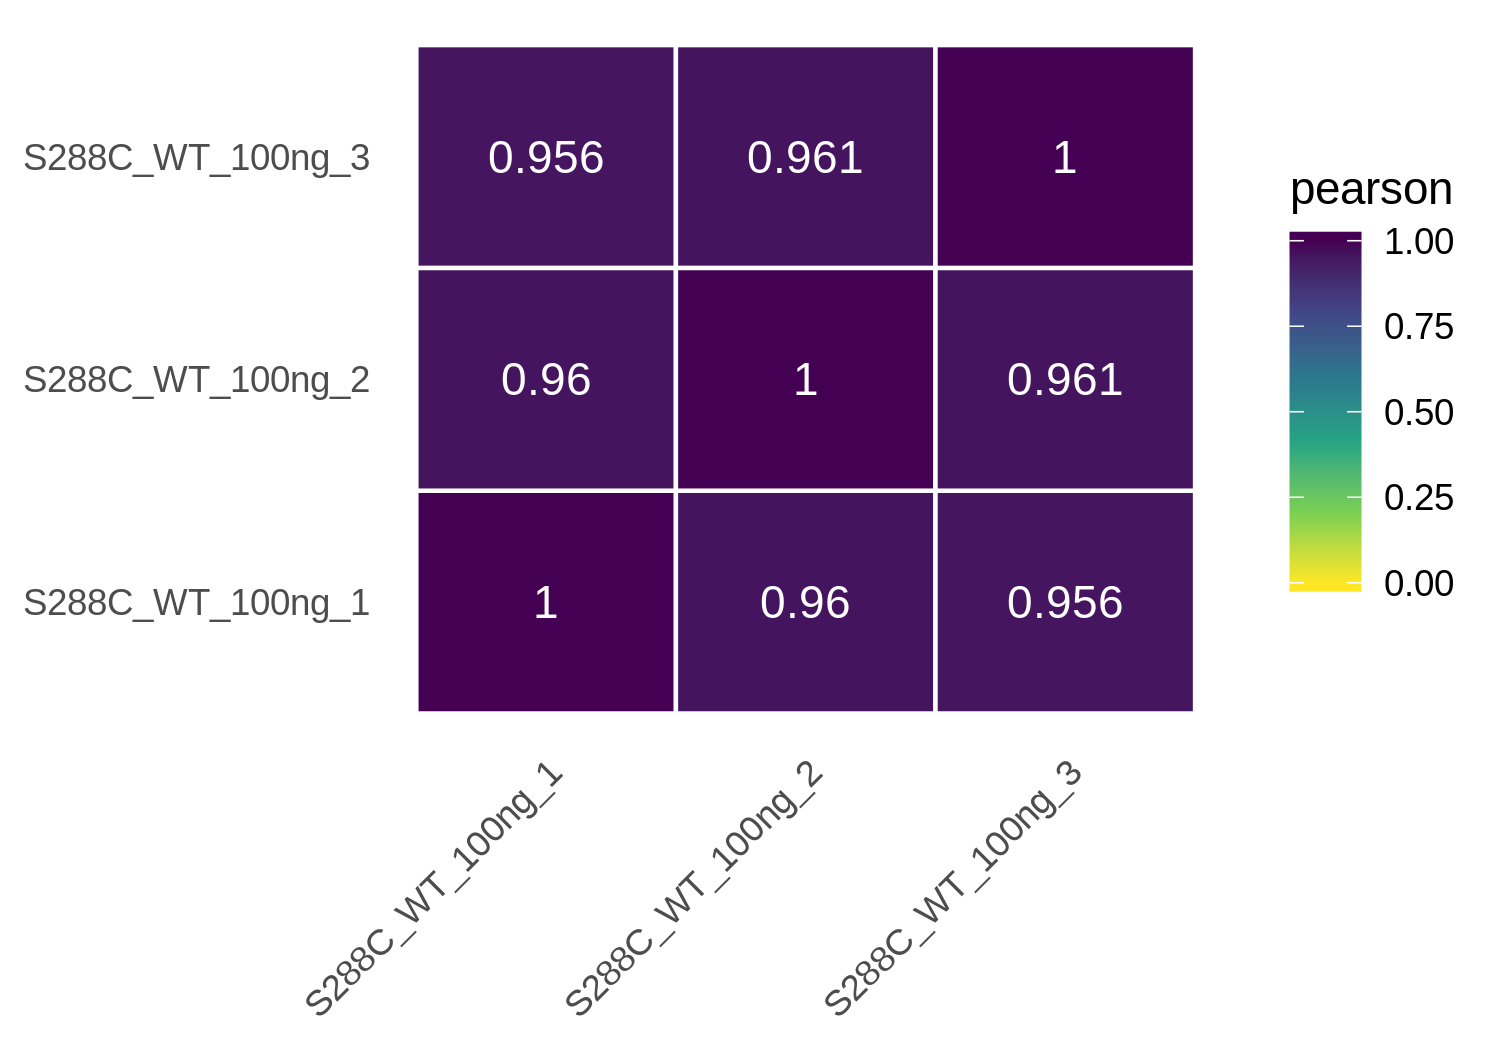 S288C_WT_100ng_3
0.956 0.961 1
S288C_WT_100ng_2
0.96 1 0.961
S288C_WT_100ng_1
1 0.96 0.956
S288C_WT_100ng_1
S288C_WT_100ng_2
S288C_WT_100ng_3
pearson
1.00
0.75
0.50
0.25
0.00